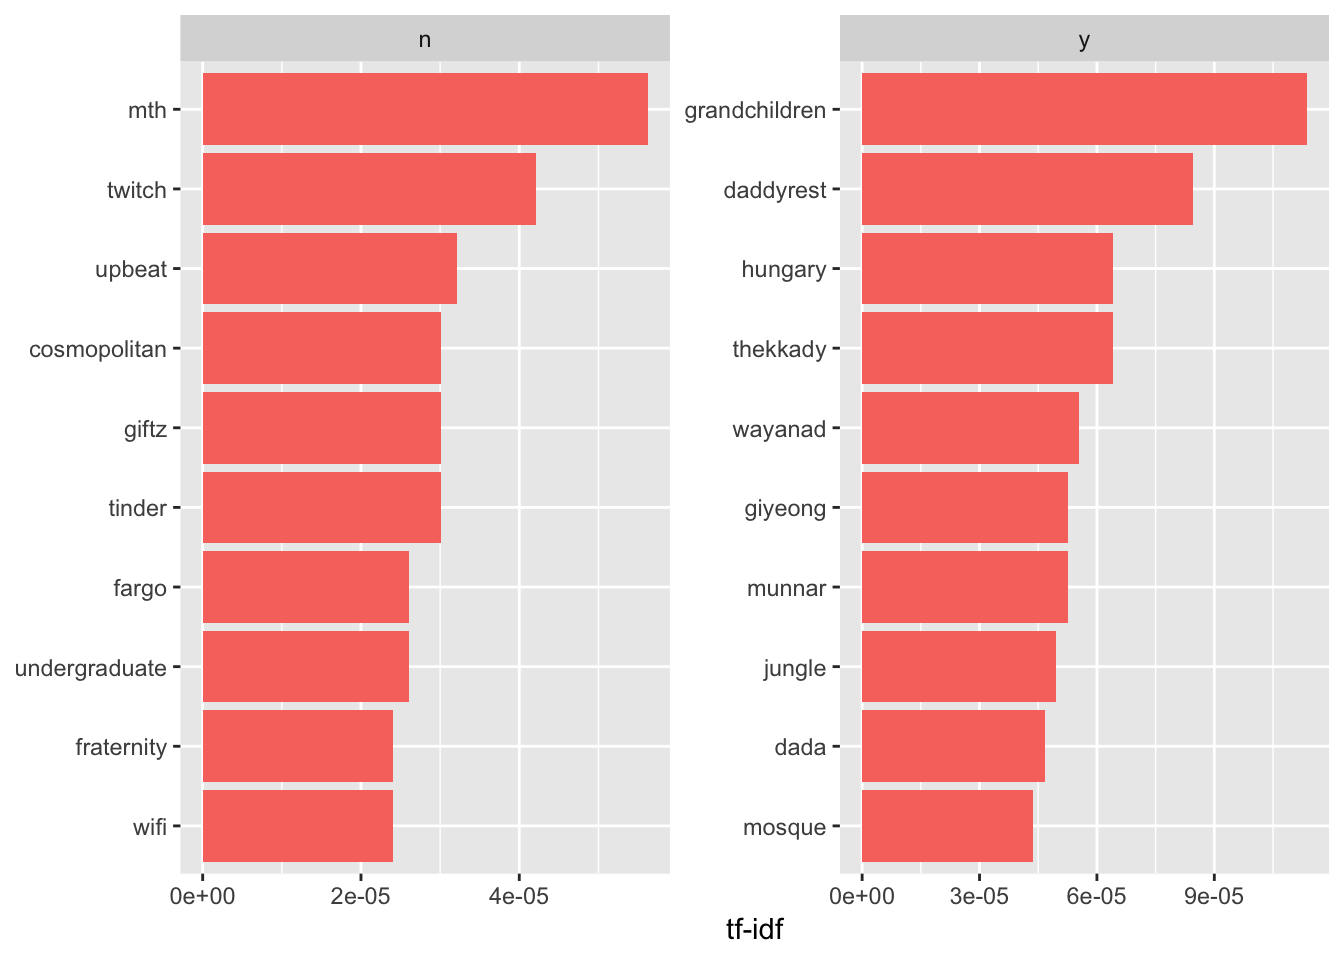 n
mth
twitch
upbeat
cosmopolitan
giftz
tinder
fargo
undergraduate
fraternity
wifi
0e+00 2e-05 4e-05
y
grandchildren
daddyrest
hungary
thekkady
wayanad
giyeong
munnar
jungle
dada
mosque
0e+00 3e-05 6e-05 9e-05
tf-idf